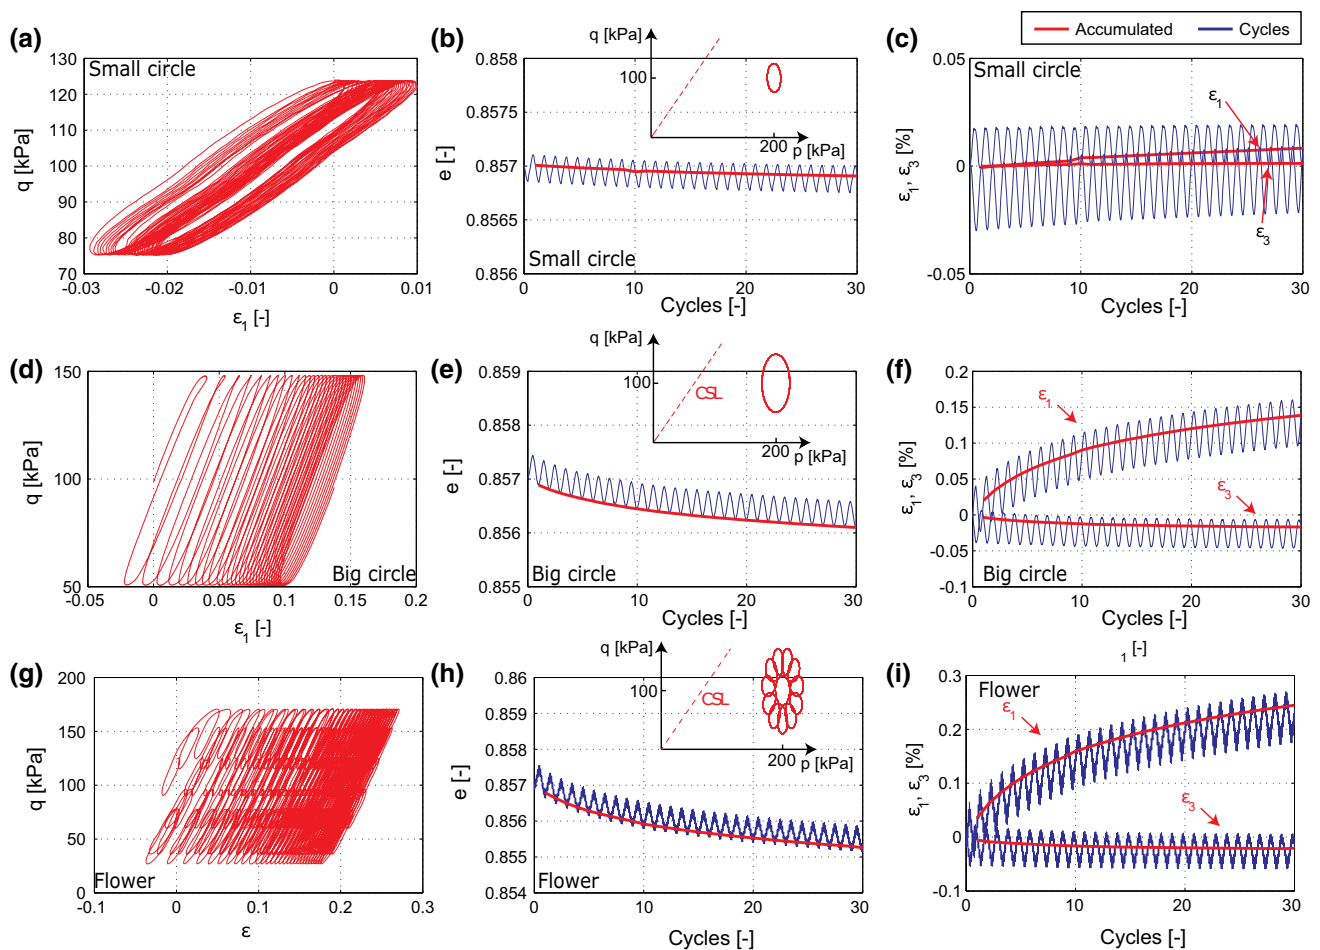 Accumulated Cycles
(a)
130
120
110
100
90
80
70
q [kPa]
Small circle
-0.03 -0.02 -0.01 0 0.01
ε1 [-]
(b)
0.858
0.8575
0.857
0.8565
0.856
e [-]
q [kPa]
100
200
p [kPa]
Small circle
0 10 20 30
Cycles [-]
(c)
0.05
0
-0.05
ε1, ε3 [%]
Small circle
ε1
ε3
0 10 20 30
Cycles [-]
(d)
150
100
50
q [kPa]
Big circle
-0.05 0 0.05 0.1 0.15 0.2
ε1 [-]
(e)
0.859
0.858
0.857
0.856
0.855
e [-]
q [kPa]
100
CSL
200
p [kPa]
Big circle
0 10 20 30
Cycles [-]
(f)
0.2
0.15
0.1
0.05
0
-0.05
-0.1
ε1, ε3 [%]
ε1
ε3
Big circle
0 10 20 30
Cycles [-]
1 [-]
(g)
200
150
100
50
0
q [kPa]
Flower
-0.1 0 0.1 0.2 0.3
ε
(h)
0.86
0.859
0.858
0.857
0.856
0.855
0.854
e [-]
q [kPa]
100
CSL
200
p [kPa]
Flower
0 10 20 30
Cycles [-]
(i)
0.3
0.2
0.1
0
-0.1
ε1, ε3 [%]
Flower
ε1
ε3
0 10 20 30
Cycles [-]